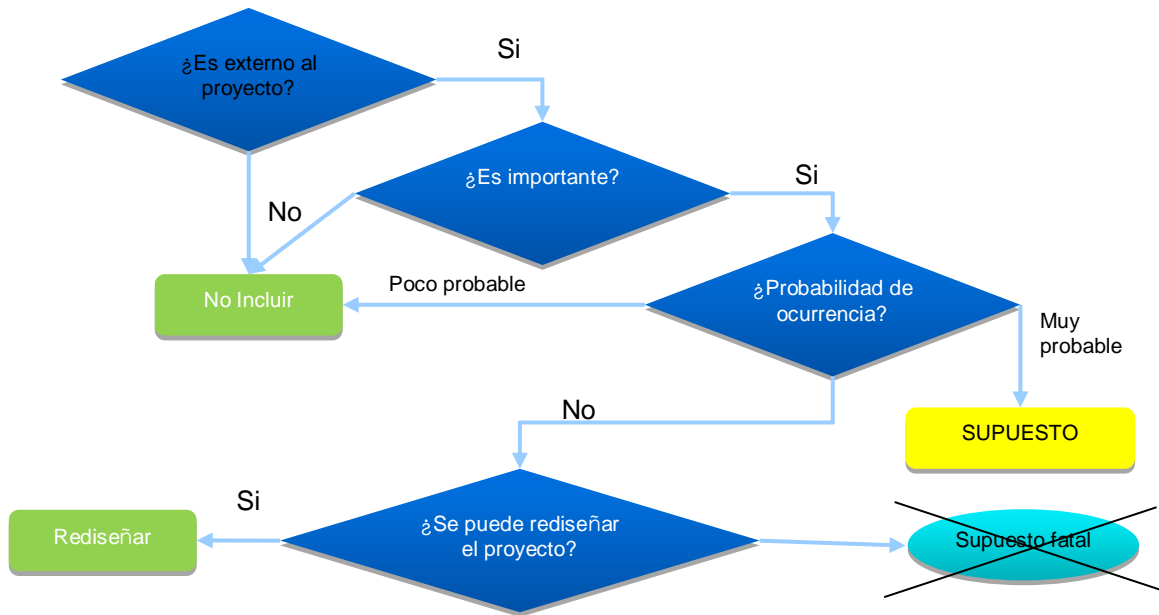 ¿Es externo al
proyecto?
Si
¿Es importante?
Si
No
No Incluir
Poco probable
¿Probabilidad de
ocurrencia?
Muy
probable
No
SUPUESTO
Si
Rediseñar
¿Se puede rediseñar
el proyecto?
Supuesto fatal